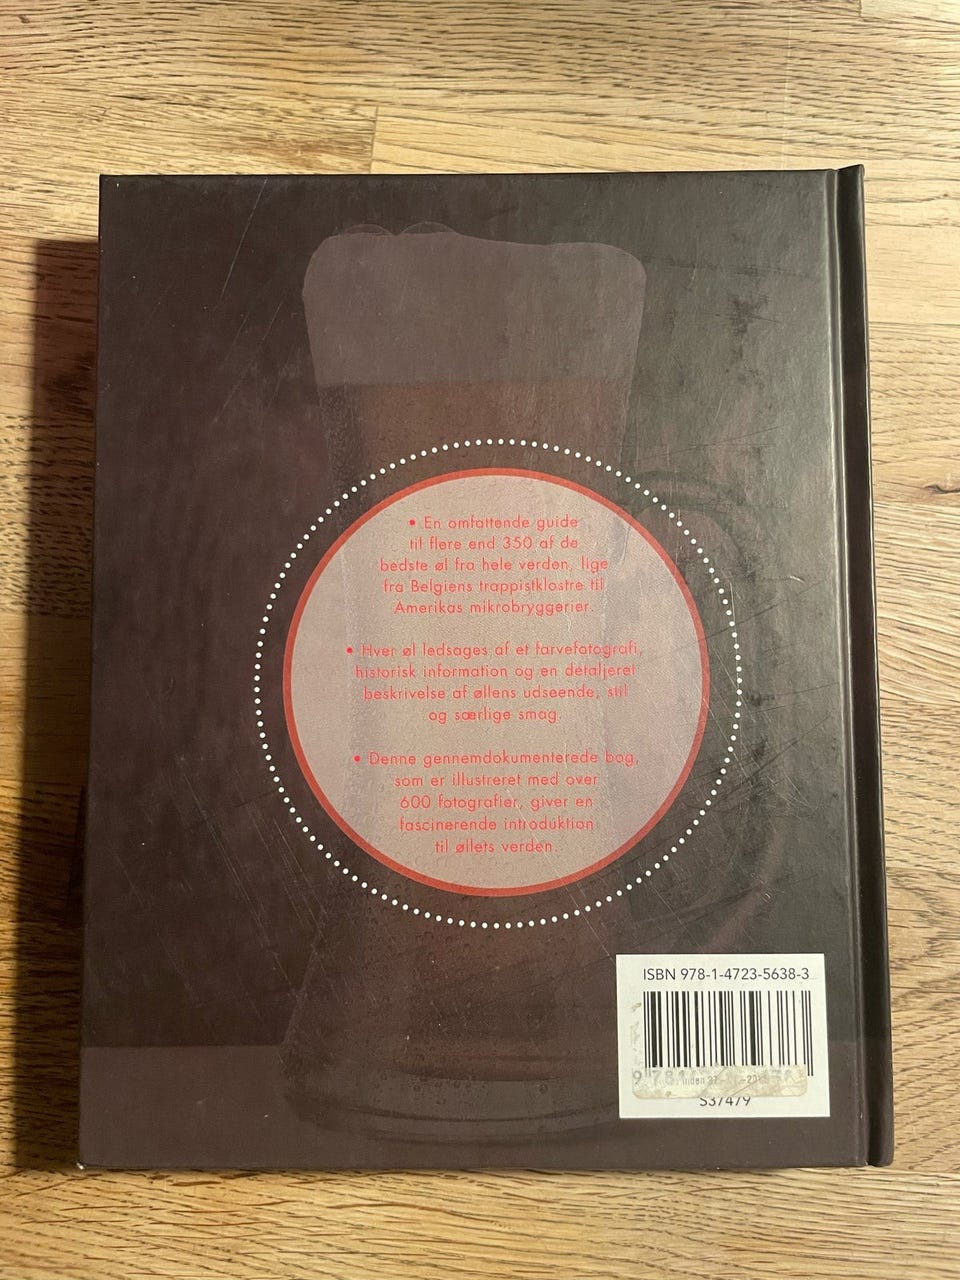 • En omfattende guide
til flere end 350 af de
bedste øl fra hele verden, lige
fra Belgiens trappistklostre til
Amerikas mikrobryggerier.
• Hver øl ledsages af et farvefotografi,
historisk information og en detaljeret
beskrivelse af øllens udseende, stil
og særlige smag.
• Denne gennemdokumenterede bog,
som er illustreret med over
600 fotografier, giver en
fascinerende introduktion
til øllets verden.
ISBN 978-1-4723-5638-3
inden
S37479